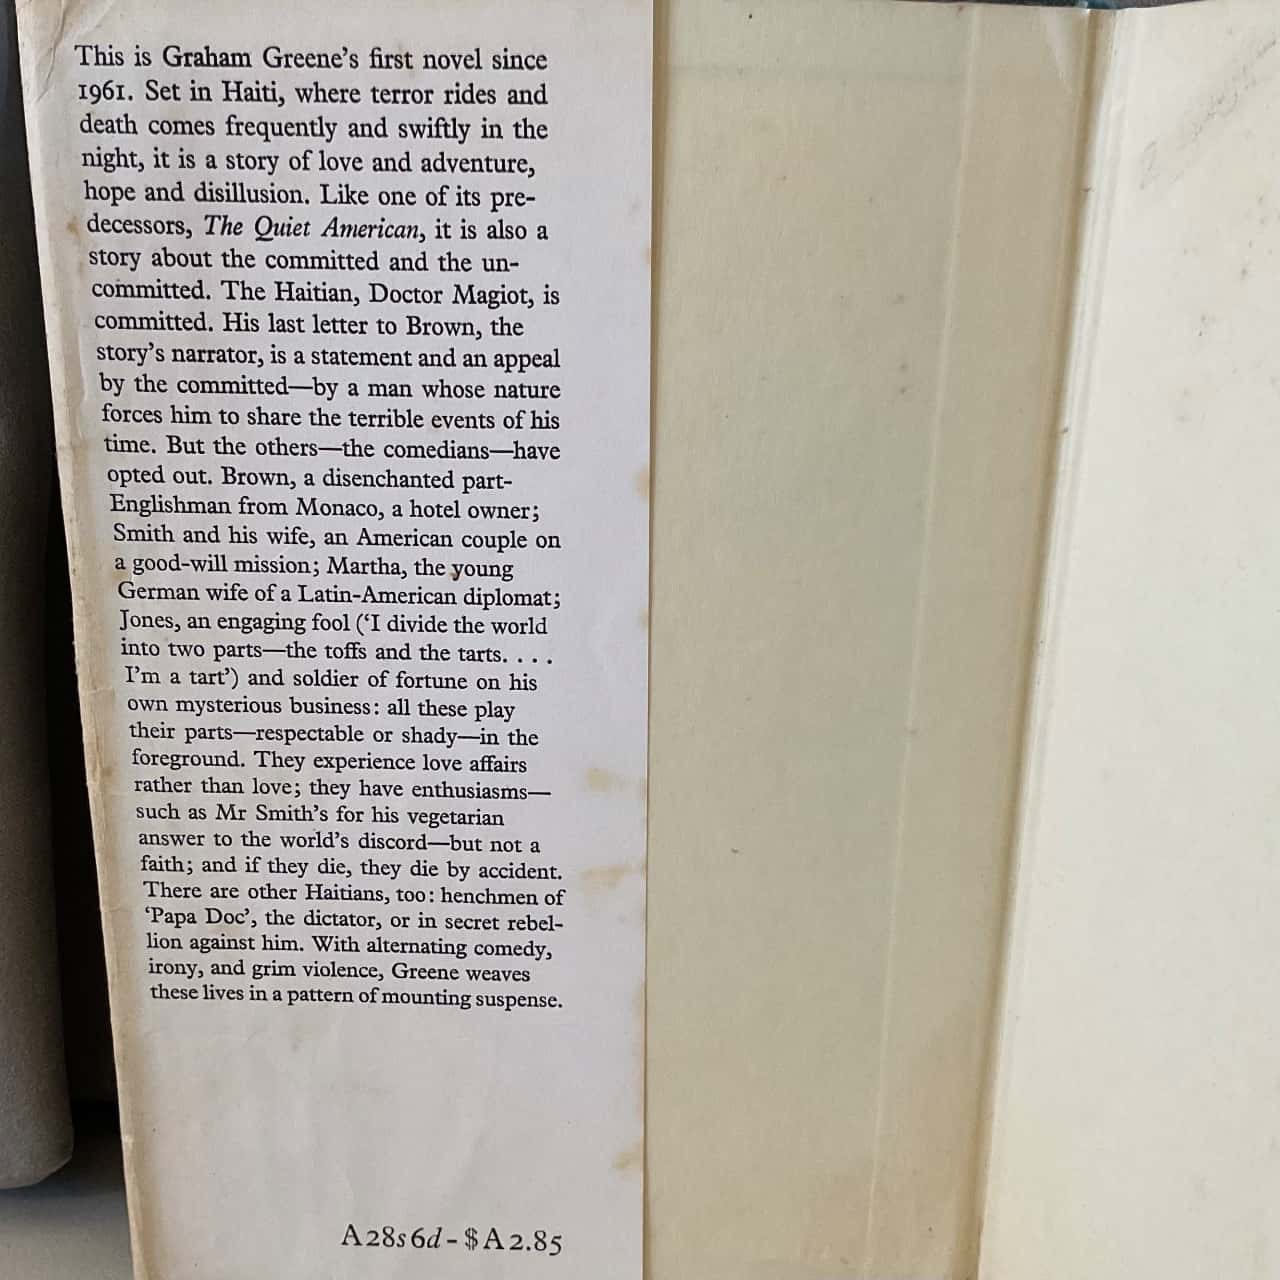 This is Graham Greene's first novel since
1961. Set in Haiti, where terror rides and
death comes frequently and swiftly in the
night, it is a story of love and adventure,
hope and disillusion. Like one of its pre-
decessors, The Quiet American, it is also a
story about the committed and the un-
committed. The Haitian, Doctor Magiot, is
committed. His last letter to Brown, the
story's narrator, is a statement and an appeal
by the committed—by a man whose nature
forces him to share the terrible events of his
time. But the others—the comedians—have
opted out. Brown, a disenchanted part-
Englishman from Monaco, a hotel owner;
Smith and his wife, an American couple on
a good-will mission; Martha, the young
German wife of a Latin-American diplomat;
Jones, an engaging fool (‘I divide the world
into two parts—the toffs and the tarts. . . .
I'm a tart’) and soldier of fortune on his
own mysterious business: all these play
their parts—respectable or shady—in the
foreground. They experience love affairs
rather than love; they have enthusiasms—
such as Mr Smith's for his vegetarian
answer to the world's discord—but not a
faith; and if they die, they die by accident.
There are other Haitians, too: henchmen of
‘Papa Doc’, the dictator, or in secret rebel-
lion against him. With alternating comedy,
irony, and grim violence, Greene weaves
these lives in a pattern of mounting suspense.
A 28s 6d - $A 2.85